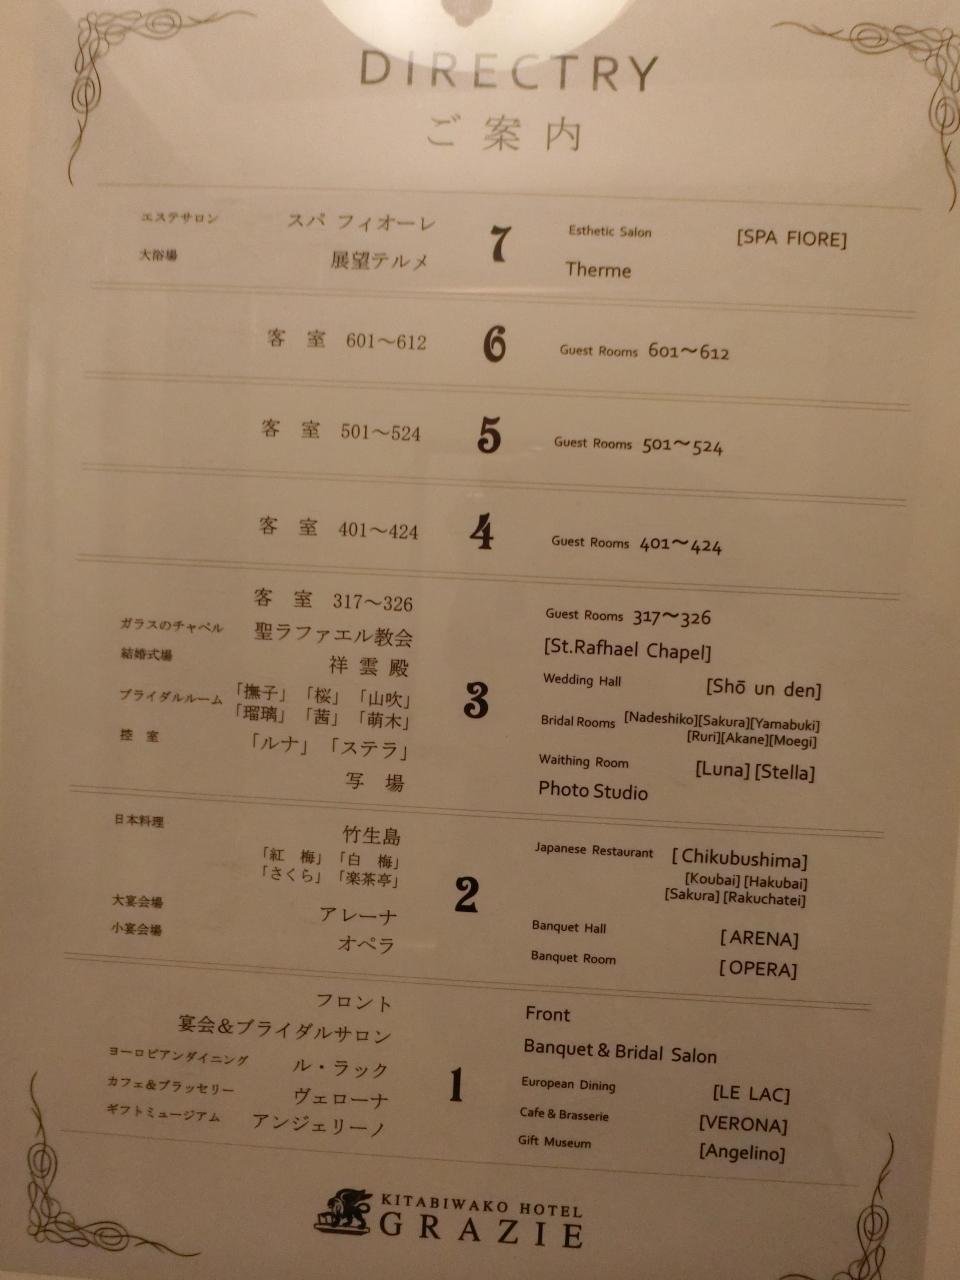 DIRECTRY
ご案内
エステサロン スパ フィオーレ 7 Esthetic Salon [SPA FIORE]
大浴場 展望テルメ Therme
客 室 601～612 6 Guest Rooms 601～612
客 室 501～524 5 Guest Rooms 501～524
客 室 401～424 4 Guest Rooms 401～424
客 室 317～326 3 Guest Rooms 317～326
ガラスのチャペル 聖ラファエル教会 [St.Rafhael Chapel]
結婚式場 祥雲殿 Wedding Hall [Shō un den]
ブライダルルーム 「撫子」 「桜」 「山吹」 Bridal Rooms [Nadeshiko][Sakura][Yamabuki]
「瑠璃」 「茜」 「萌木」 [Ruri][Akane][Moegi]
控 室 「ルナ」 「ステラ」 Waithing Room [Luna] [Stella]
写 場 Photo Studio
日本料理 竹生島 2 Japanese Restaurant [Chikubushima]
「紅 梅」 「白 梅」 [Koubai] [Hakubai]
「さくら」 「楽茶亭」 [Sakura] [Rakuchatei]
大宴会場 アレーナ Banquet Hall [ARENA]
小宴会場 オペラ Banquet Room [OPERA]
フロント 1 Front
宴会&ブライダルサロン Banquet & Bridal Salon
ヨーロピアンダイニング ル・ラック European Dining [LE LAC]
カフェ&ブラッセリー ヴェローナ Cafe & Brasserie [VERONA]
ギフトミュージアム アンジェリーノ Gift Museum [Angelino]
KITABIWAKO HOTEL
GRAZIE